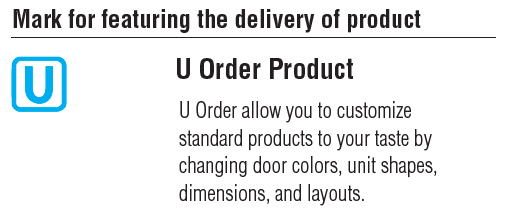 Mark for featuring the delivery of product
U
U Order Product
U Order allow you to customize
standard products to your taste by
changing door colors, unit shapes,
dimensions, and layouts.